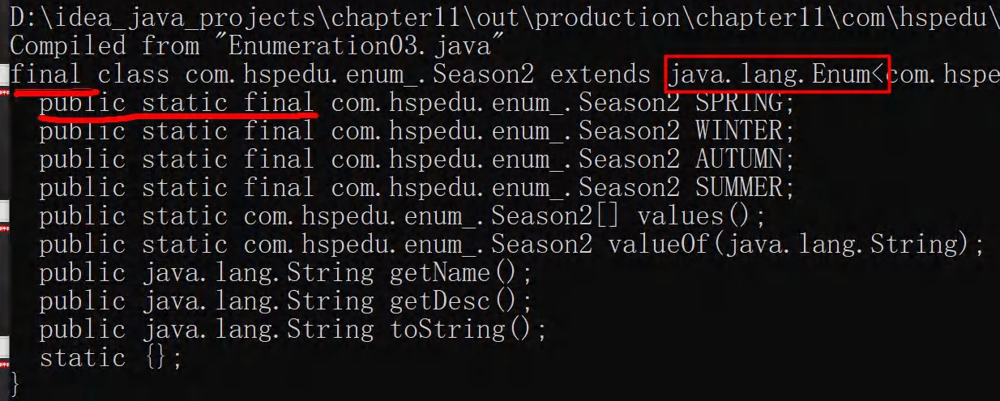 D:\idea_java_projects\chapter11\out\production\chapter11\com\hspedu\
Compiled from "Enumeration03.java"
final class com.hspedu.enum_.Season2 extends java.lang.Enum<com.hspe
public static final com.hspedu.enum_.Season2 SPRING;
public static final com.hspedu.enum_.Season2 WINTER;
public static final com.hspedu.enum_.Season2 AUTUMN;
public static final com.hspedu.enum_.Season2 SUMMER;
public static com.hspedu.enum_.Season2[] values();
public static com.hspedu.enum_.Season2 valueOf(java.lang.String);
public java.lang.String getName();
public java.lang.String getDesc();
public java.lang.String toString();
static {};
}